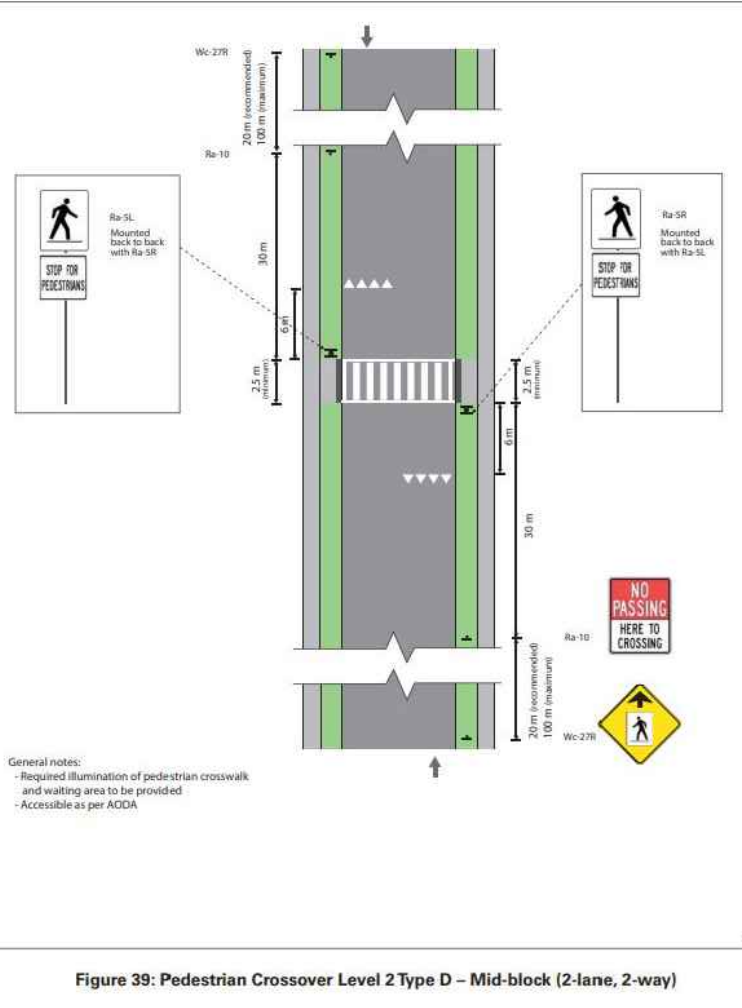 Wc-27R
20 m (recommended)
100 m (maximum)
Ra-10
30 m
6 m
2.5 m
(minimum)
STOP FOR
PEDESTRIANS
Ra-5L
Mounted
back to back
with Ra-5R
STOP FOR
PEDESTRIANS
Ra-5R
Mounted
back to back
with Ra-5L
2.5 m
(minimum)
6 m
30 m
NO
PASSING
HERE TO
CROSSING
Ra-10
20 m (recommended)
100 m (maximum)
Wc-27R
General notes:
- Required illumination of pedestrian crosswalk
and waiting area to be provided
- Accessible as per AODA
Figure 39: Pedestrian Crossover Level 2 Type D – Mid-block (2-lane, 2-way)